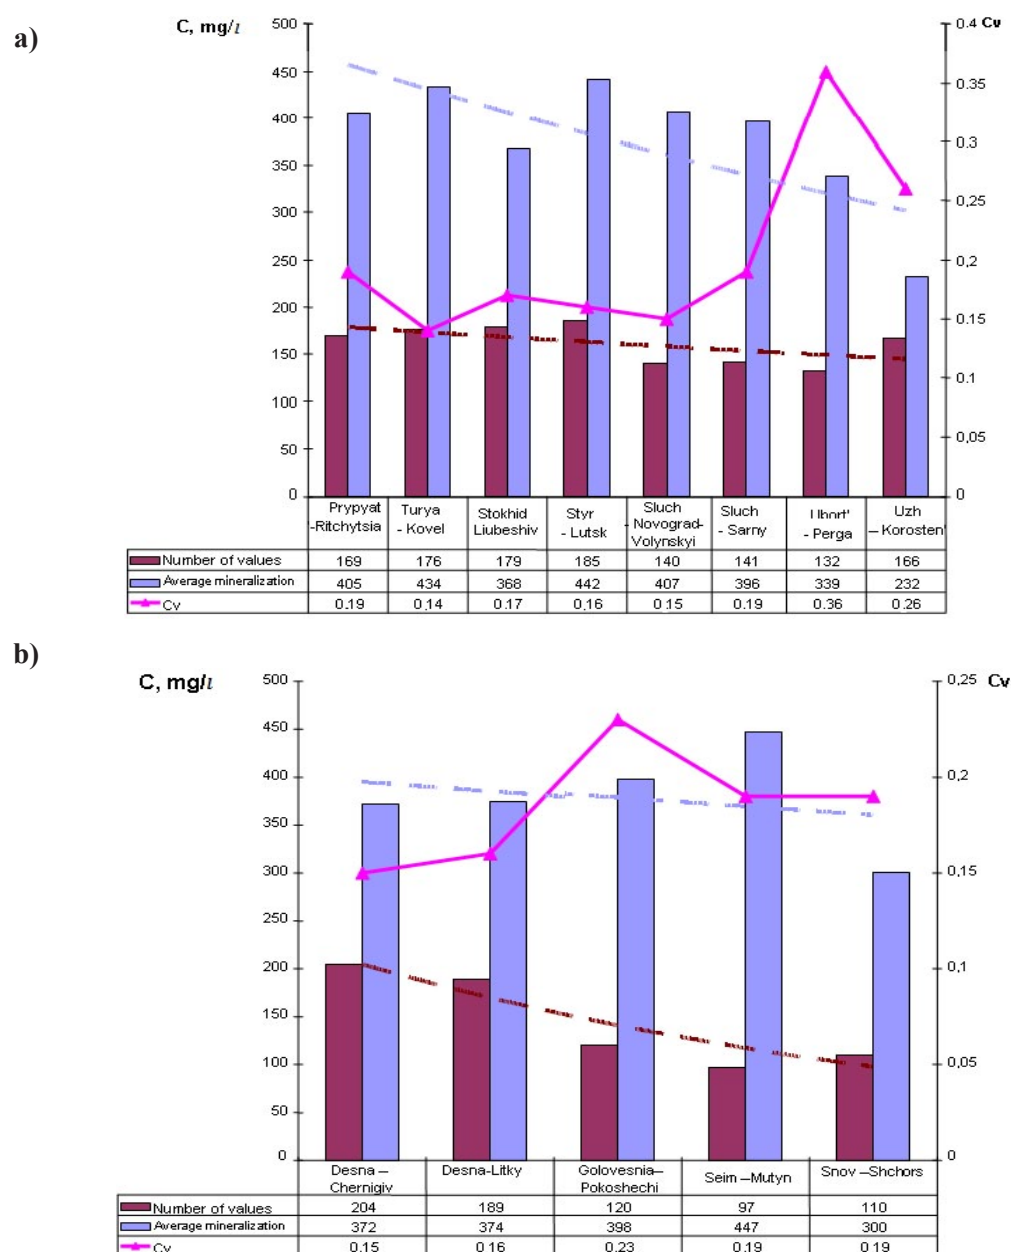 a)
C, mg/l
Cv
500
450
400
350
300
250
200
150
100
50
0
0.4
0.35
0.3
0,25
0,2
0.15
0.1
0,05
0
Prypyat Turya Stokhid Styr Sluch Sluch Ubort' Uzh
-Ritchytsia - Kovel Liubeshiv - Lutsk - Novograd- - Sarny - Perga – Korosten'
Volynskyi
Number of values 169 176 179 185 140 141 132 166
Average mineralization 405 434 368 442 407 396 339 232
Cv 0.19 0.14 0.17 0.16 0.15 0.19 0.36 0.26
b)
C, mg/l
Cv
500
450
400
350
300
250
200
150
100
50
0
0,25
0,2
0,15
0,1
0,05
0
Desna – Desna-Litky Golovesnia– Seim –Mutyn Snov –Shchors
Chernigiv Pokoshechi
Number of values 204 189 120 97 110
Average mineralization 372 374 398 447 300
Cv 0.15 0.16 0.23 0.19 0.19